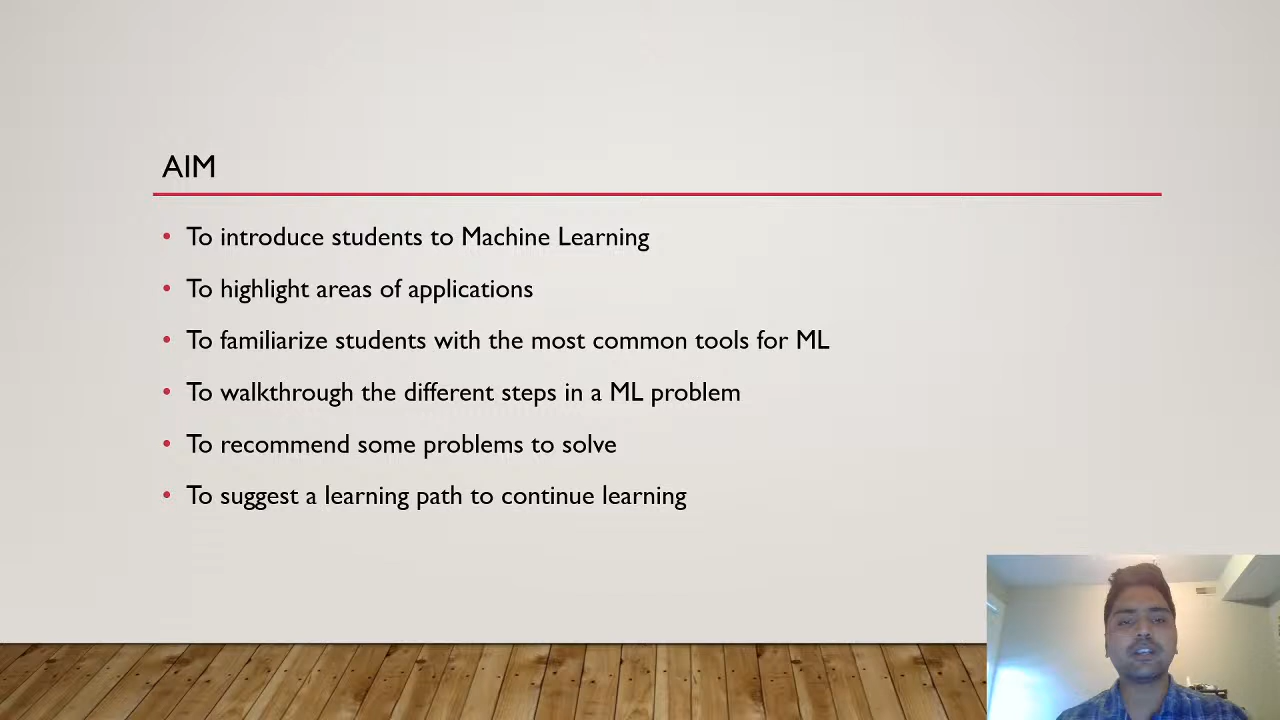 AIM
• To introduce students to Machine Learning
• To highlight areas of applications
• To familiarize students with the most common tools for ML
• To walkthrough the different steps in a ML problem
• To recommend some problems to solve
• To suggest a learning path to continue learning